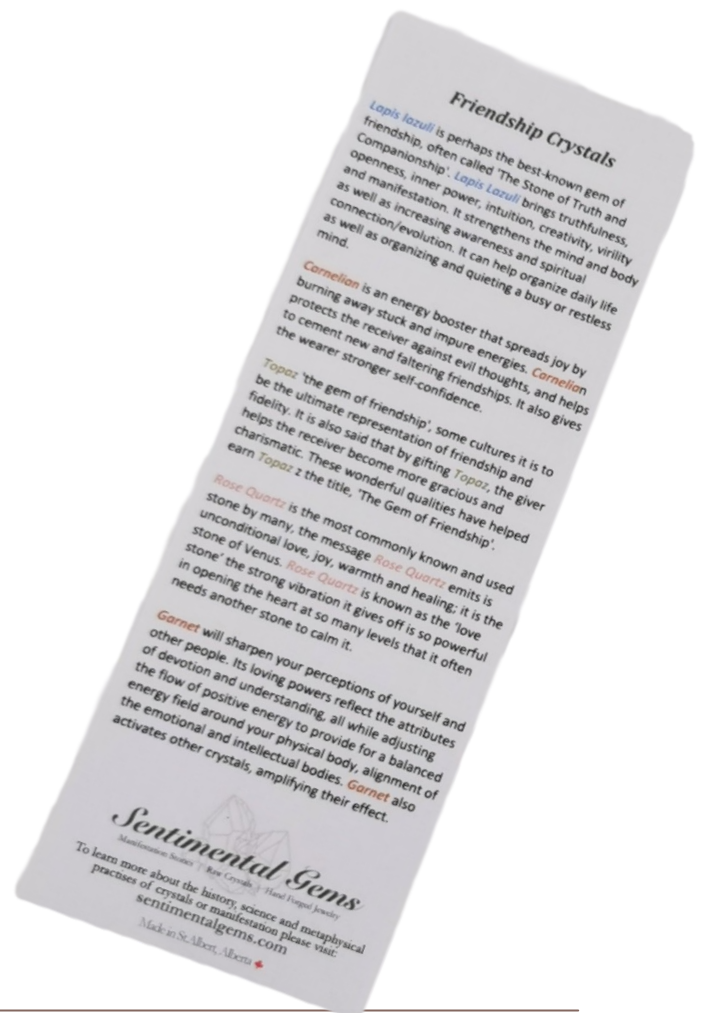 Friendship Crystals
Lapis lazuli is perhaps the best-known gem of
friendship, often called 'The Stone of Truth and
Companionship'. Lapis Lazuli brings truthfulness,
openness, inner power, intuition, creativity, virility
and manifestation. It strengthens the mind and body
as well as increasing awareness and spiritual
connection/evolution. It can help organize daily life
as well as organizing and quieting a busy or restless
mind.
Carnelian is an energy booster that spreads joy by
burning away stuck and impure energies. Carnelian
protects the receiver against evil thoughts, and helps
to cement new and faltering friendships. It also gives
the wearer stronger self-confidence.
Topaz 'the gem of friendship', some cultures it is to
be the ultimate representation of friendship and
fidelity. It is also said that by gifting Topaz, the giver
helps the receiver become more gracious and
charismatic. These wonderful qualities have helped
earn Topaz z the title, 'The Gem of Friendship'.
Rose Quartz is the most commonly known and used
stone by many, the message Rose Quartz emits is
unconditional love, joy, warmth and healing; it is the
stone of Venus. Rose Quartz is known as the 'love
stone' the strong vibration it gives off is so powerful
in opening the heart at so many levels that it often
needs another stone to calm it.
Garnet will sharpen your perceptions of yourself and
other people. Its loving powers reflect the attributes
of devotion and understanding, all while adjusting
the flow of positive energy to provide for a balanced
energy field around your physical body, alignment of
the emotional and intellectual bodies. Garnet also
activates other crystals, amplifying their effect.
Sentimental Gems
Manifestation Stones | Raw Crystals | Hand Forged Jewelry
To learn more about the history, science and metaphysical
practises of crystals or manifestation please visit:
sentimentalgems.com
Made in St.Albert, Alberta